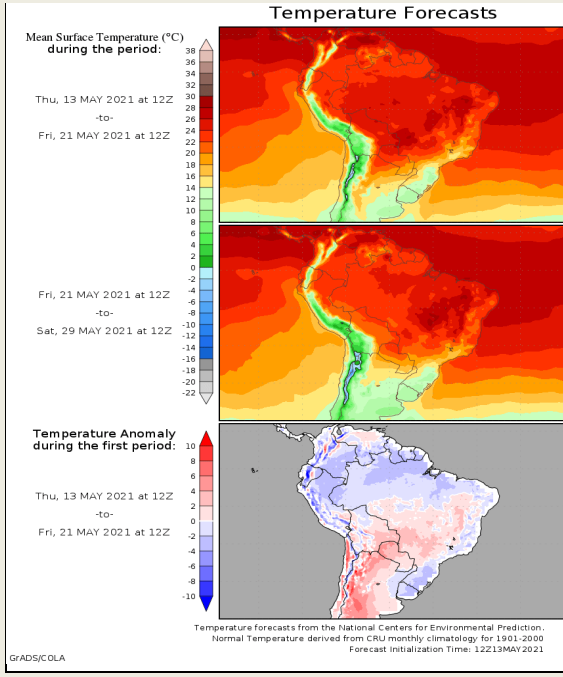 Temperature Forecasts
Mean Surface Temperature (°C)
during the period:
38
36
34
32
30
28
26
24
22
20
18
16
14
12
10
8
6
4
2
0
-2
-4
-6
-8
-10
-12
-14
-16
-18
-20
-22
Thu, 13 MAY 2021 at 12Z
-to-
Fri, 21 MAY 2021 at 12Z
Fri, 21 MAY 2021 at 12Z
-to-
Sat, 29 MAY 2021 at 12Z
Temperature Anomaly
during the first period:
10
8
6
4
2
0
-2
-4
-6
-8
-10
Thu, 13 MAY 2021 at 12Z
-to-
Fri, 21 MAY 2021 at 12Z
Temperature forecasts from the National Centers for Environmental Prediction.
Normal Temperature derived from CRU monthly climatology for 1901-2000
Forecast Initialization Time: 12Z13MAY2021
GrADS/COLA